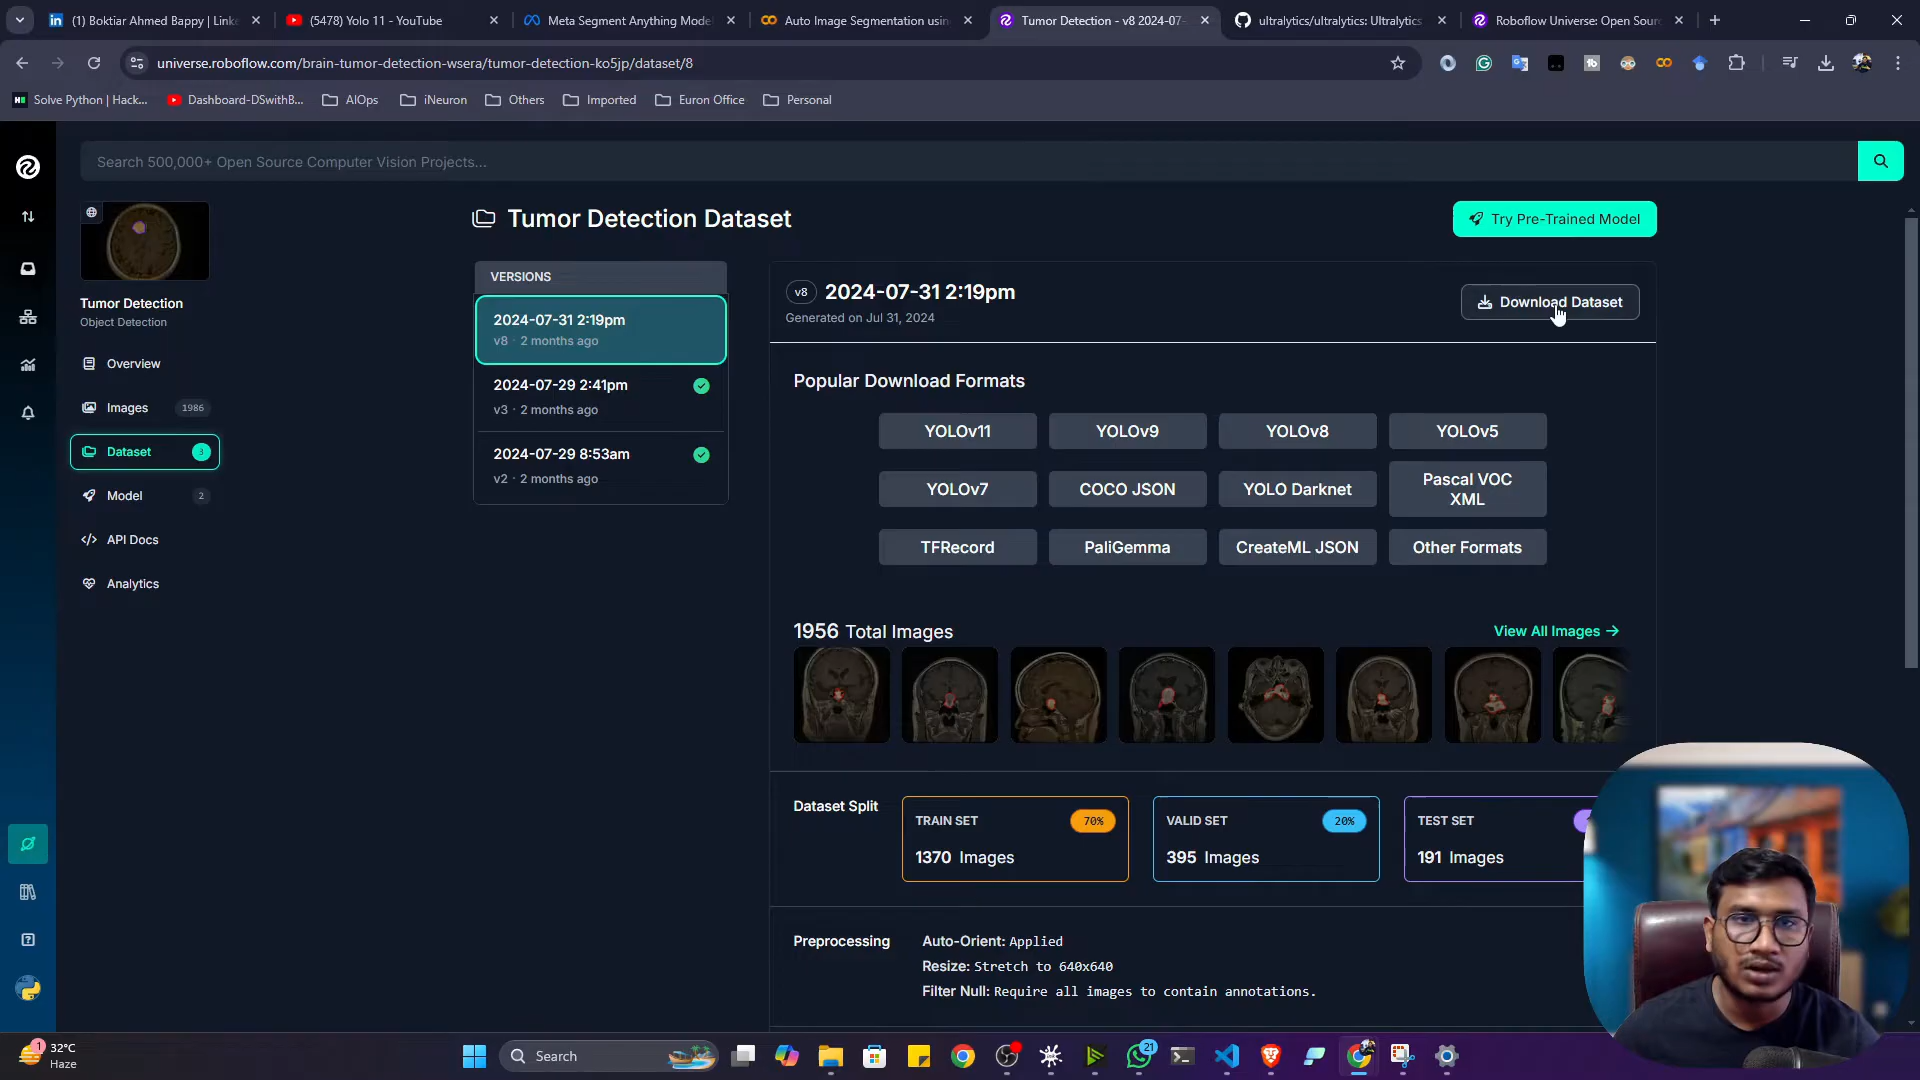 (1) Boktiar Ahmed Bappy | Linke
(5478) Yolo 11 - YouTube
Meta Segment Anything Model
Auto Image Segmentation usin
Tumor Detection - v8 2024-07-
ultralytics/ultralytics: Ultralytics
Roboflow Universe: Open Sourc
universe.roboflow.com/brain-tumor-detection-wsera/tumor-detection-ko5jp/dataset/8
Solve Python | Hack...
Dashboard-DSwithB...
AIOps
iNeuron
Others
Imported
Euron Office
Personal
Search 500,000+ Open Source Computer Vision Projects...
Tumor Detection
Object Detection
Overview
Images 1986
Dataset 3
Model 2
API Docs
Analytics
Tumor Detection Dataset
Try Pre-Trained Model
VERSIONS
2024-07-31 2:19pm
v8 · 2 months ago
2024-07-29 2:41pm
v3 · 2 months ago
2024-07-29 8:53am
v2 · 2 months ago
v8 2024-07-31 2:19pm
Generated on Jul 31, 2024
Download Dataset
Popular Download Formats
YOLOv11 YOLOv9 YOLOv8 YOLOv5
YOLOv7 COCO JSON YOLO Darknet Pascal VOC
XML
TFRecord PaliGemma CreateML JSON Other Formats
1956 Total Images
View All Images →
Dataset Split
TRAIN SET 70%
1370 Images
VALID SET 20%
395 Images
TEST SET
191 Images
Preprocessing
Auto-Orient: Applied
Resize: Stretch to 640x640
Filter Null: Require all images to contain annotations.
1
32°C
Haze
Search
21